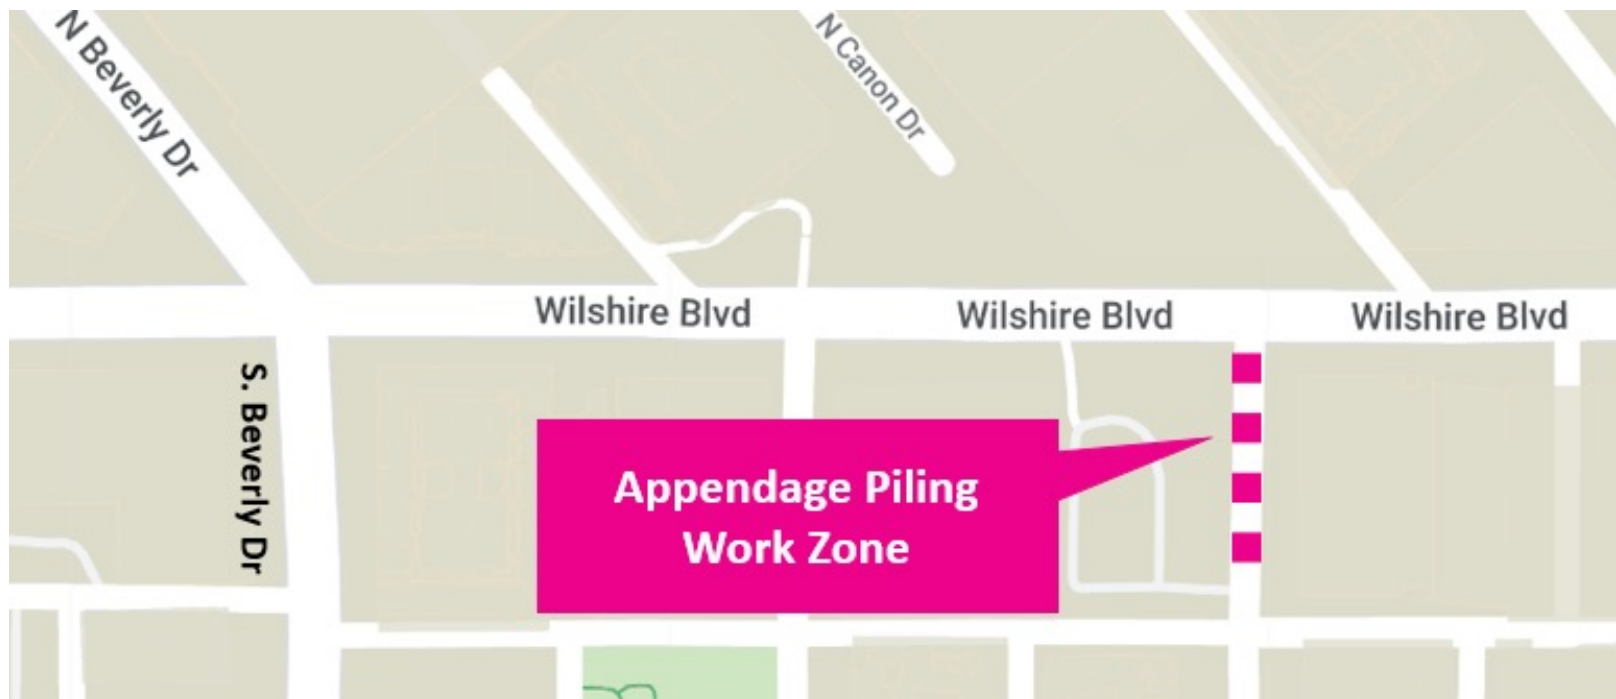 N Beverly Dr
N Canon Dr
Wilshire Blvd
Wilshire Blvd
Wilshire Blvd
S. Beverly Dr
Appendage Piling
Work Zone